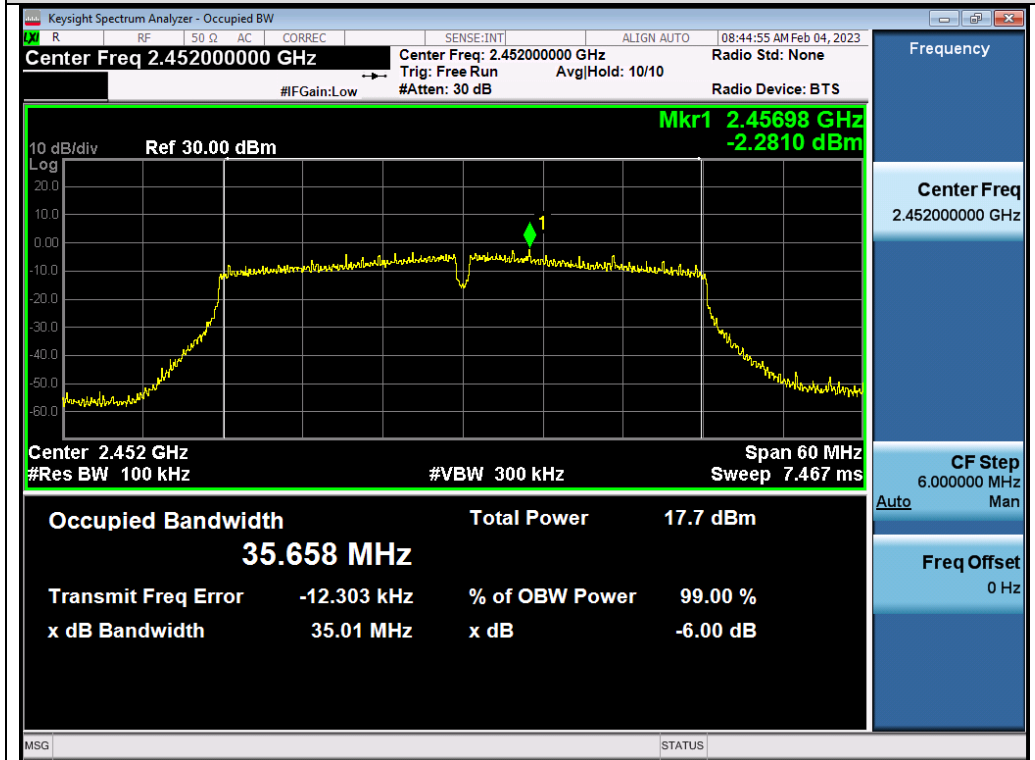 Keysight Spectrum Analyzer - Occupied BW
LXI R RF 50 Ω AC CORREC SENSE:INT ALIGN AUTO 08:44:55 AM Feb 04, 2023
Center Freq 2.452000000 GHz
Center Freq: 2.452000000 GHz
Radio Std: None
Trig: Free Run
Avg|Hold: 10/10
#IFGain:Low
#Atten: 30 dB
Radio Device: BTS
Frequency
Mkr1 2.45698 GHz
-2.2810 dBm
10 dB/div
Ref 30.00 dBm
Log
20.0
10.0
0.00
-10.0
-20.0
-30.0
-40.0
-50.0
-60.0
1
Center 2.452 GHz
Span 60 MHz
#Res BW 100 kHz
#VBW 300 kHz
Sweep 7.467 ms
Center Freq
2.452000000 GHz
CF Step
6.000000 MHz
Auto Man
Freq Offset
0 Hz
Occupied Bandwidth
Total Power 17.7 dBm
35.658 MHz
Transmit Freq Error -12.303 kHz
% of OBW Power 99.00 %
x dB Bandwidth 35.01 MHz
x dB -6.00 dB
MSG
STATUS